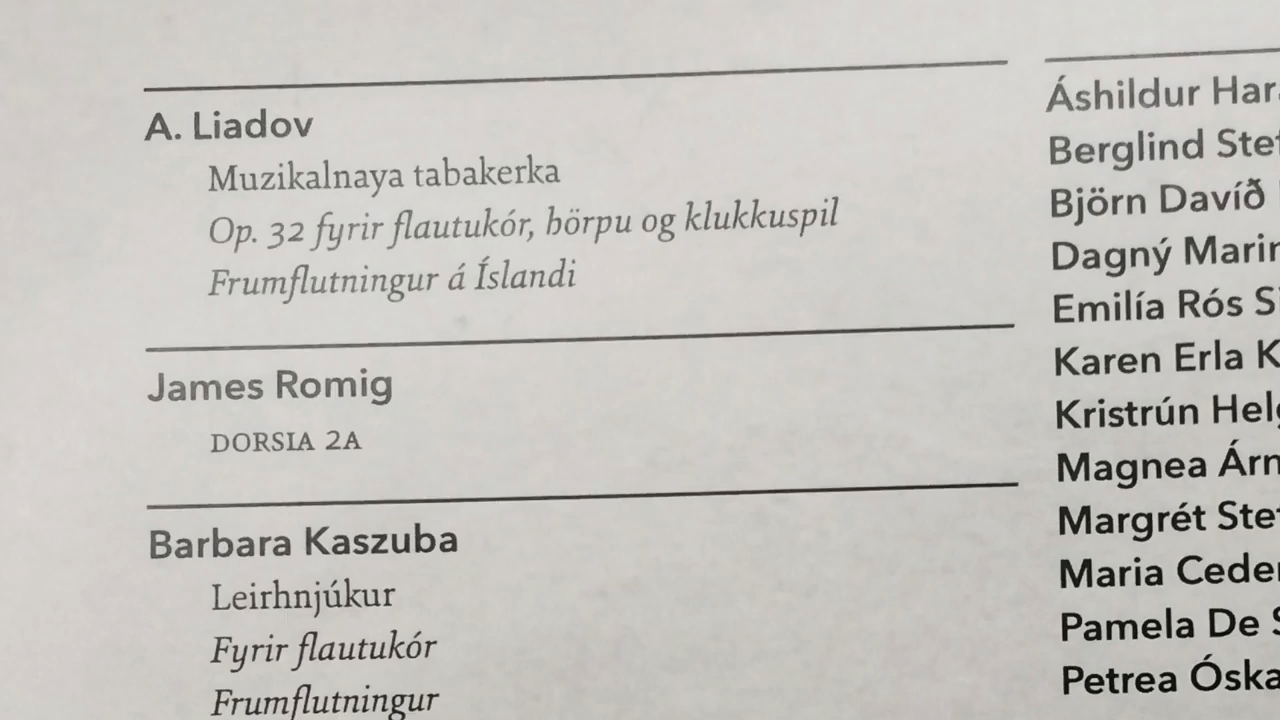 A. Liadov
Muzikalnaya tabakerka
Op. 32 fyrir flautukór, hörpu og klukkuspil
Frumflutningur á Íslandi
James Romig
DORSIA 2A
Barbara Kaszuba
Leirhnjúkur
Fyrir flautukór
Frumflutningur
Áshildur
Berglind
Björn Davíð
Dagný
Emilía Rós
Karen Erla
Kristrún
Magnea
Margrét
Maria
Pamela De
Petrea